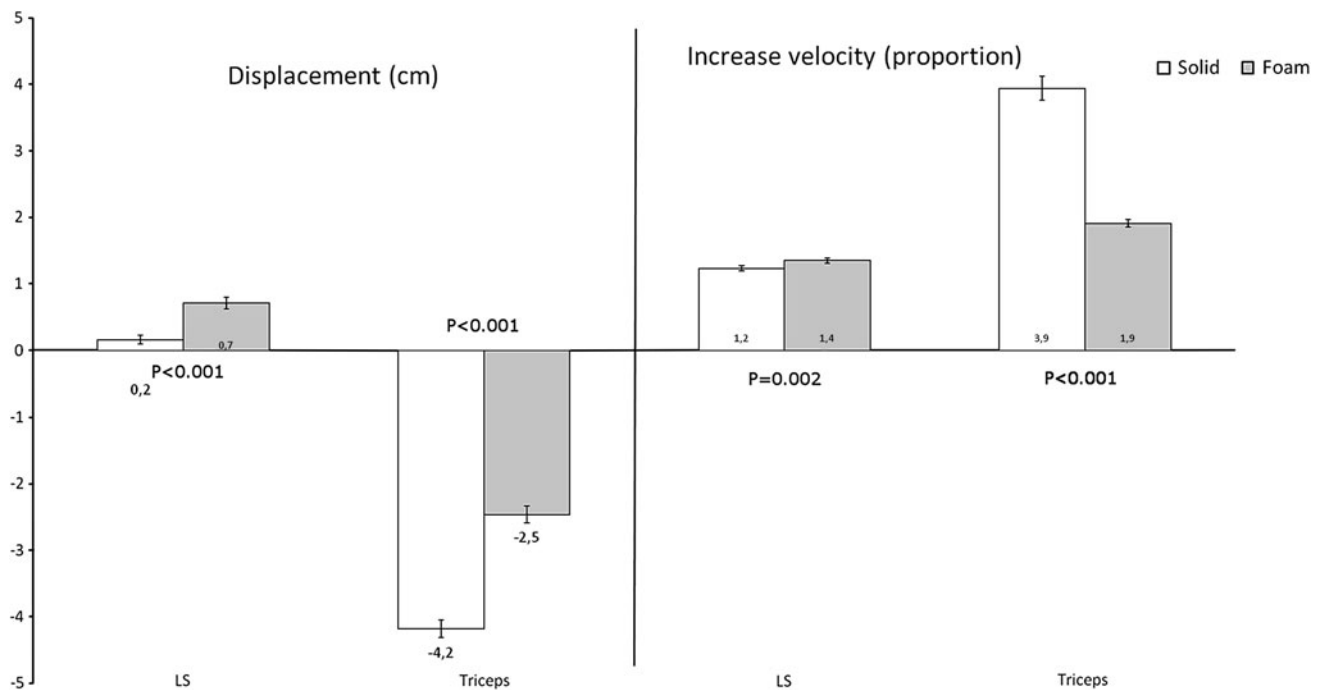 Displacement (cm)
Increase velocity (proportion)
Solid Foam
5
4
3
2
1
0
-1
-2
-3
-4
-5
0,7
P<0.001
0,2
P<0.001
-4,2
-2,5
1,2 1,4
P=0.002
3,9 1,9
P<0.001
LS Triceps LS Triceps